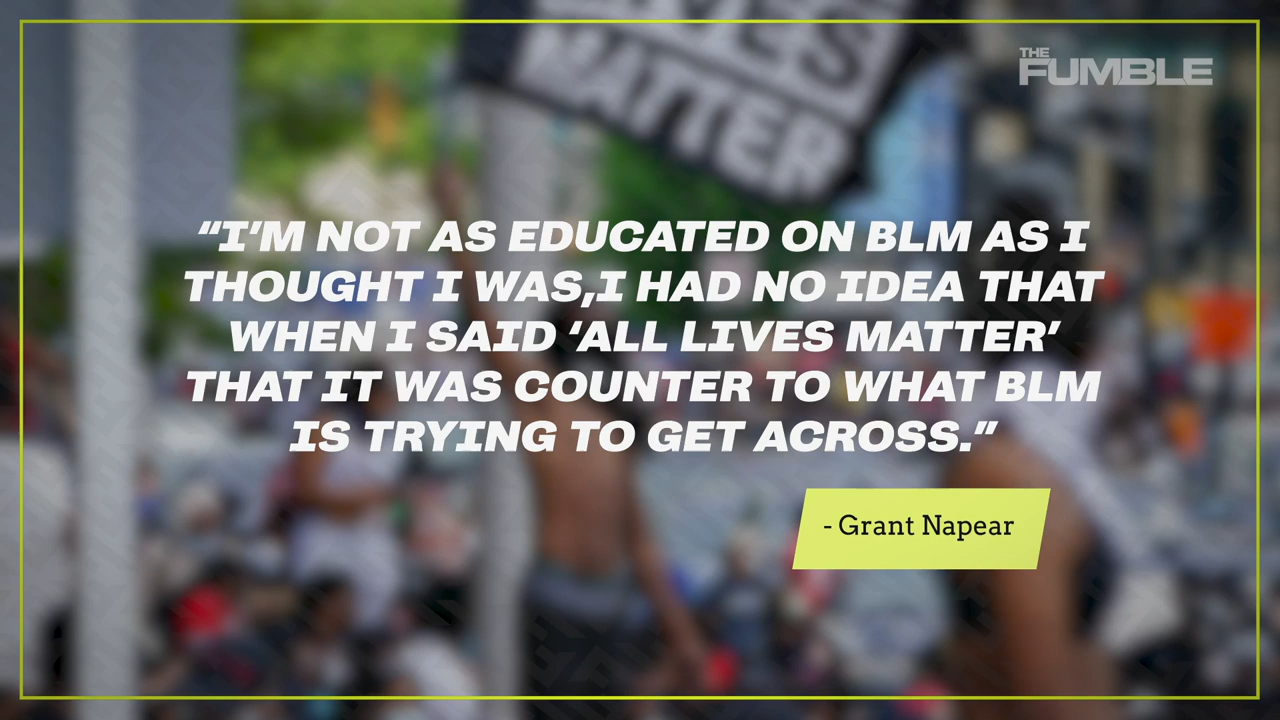 LIVES
MATTER
THE
FUMBLE
“I’M NOT AS EDUCATED ON BLM AS I
THOUGHT I WAS,I HAD NO IDEA THAT
WHEN I SAID ‘ALL LIVES MATTER’
THAT IT WAS COUNTER TO WHAT BLM
IS TRYING TO GET ACROSS.”
- Grant Napear